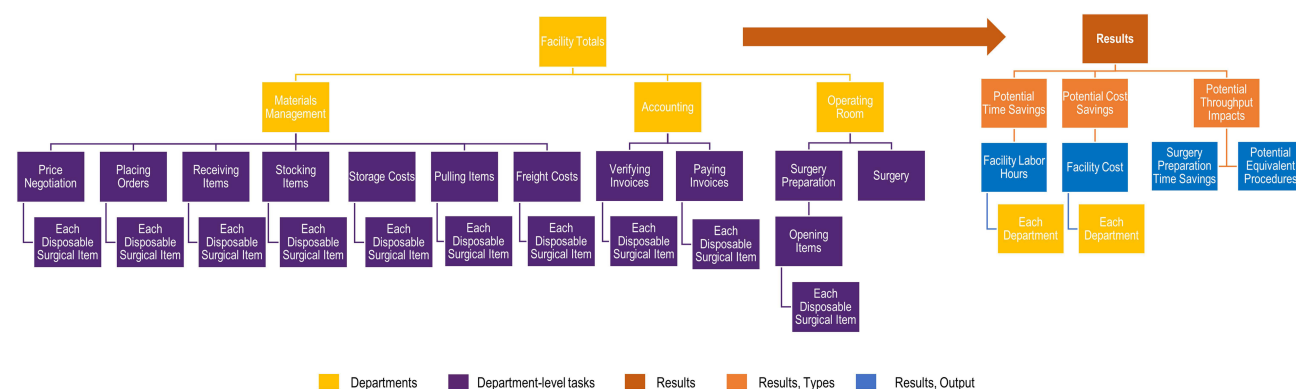 Facility Totals
Results
Materials
Management
Accounting
Operating
Room
Potential
Time Savings
Potential Cost
Savings
Potential
Throughput
Impacts
Price
Negotiation
Placing
Orders
Receiving
Items
Stocking
Items
Storage Costs
Pulling Items
Freight Costs
Verifying
Invoices
Paying
Invoices
Surgery
Preparation
Surgery
Facility Labor
Hours
Facility Cost
Surgery
Preparation
Time Savings
Potential
Equivalent
Procedures
Each
Disposable
Surgical Item
Each
Disposable
Surgical Item
Each
Disposable
Surgical Item
Each
Disposable
Surgical Item
Each
Disposable
Surgical Item
Each
Disposable
Surgical Item
Each
Disposable
Surgical Item
Each
Disposable
Surgical Item
Each
Disposable
Surgical Item
Opening
Items
Each
Department
Each
Department
Each
Disposable
Surgical Item
Departments
Department-level tasks
Results
Results, Types
Results, Output